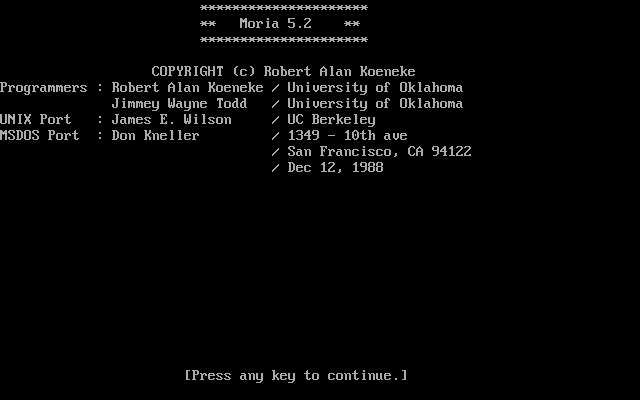 *********************
**   Moria 5.2    **
*********************
COPYRIGHT (c) Robert Alan Koeneke
Programmers : Robert Alan Koeneke / University of Oklahoma
Jimmey Wayne Todd   / University of Oklahoma
UNIX Port   : James E. Wilson     / UC Berkeley
MSDOS Port  : Don Kneller         / 1349 - 10th ave
/ San Francisco, CA 94122
/ Dec 12, 1988
[Press any key to continue.]